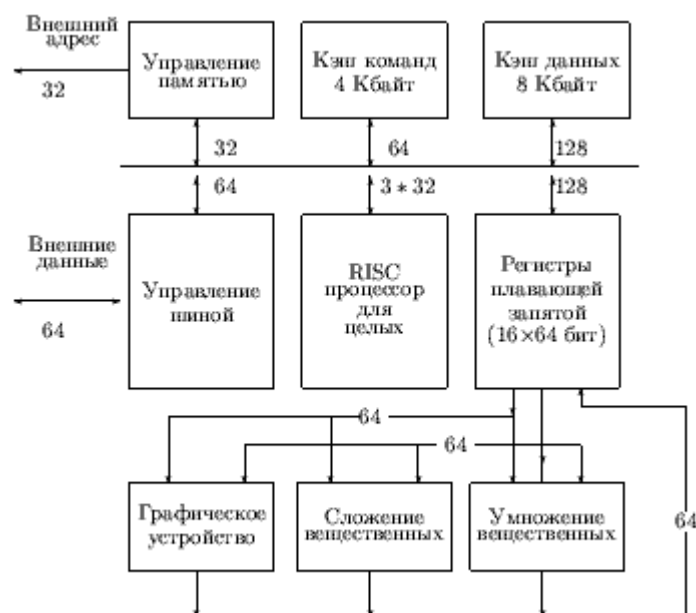 Внешний
адрес
32
Управление
памятью
Кэш команд
4 Кбайт
Кэш данных
8 Кбайт
32
64
128
64
3 * 32
128
Внешние
данные
64
Управление
шиной
RISC
процессор
для
целых
Регистры
плавающей
запятой
(16×64 бит)
64
64
Графическое
устройство
Сложение
вещественных
Умножение
вещественных
64